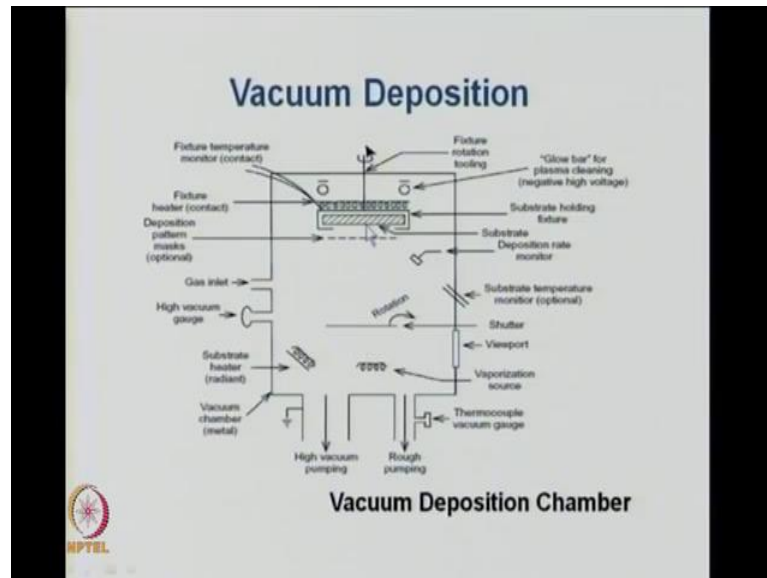 Vacuum Deposition
Fixture temperature
monitor (contact)
Fixture
rotation
tooling
"Glow bar" for
plasma cleaning
(negative high voltage)
Fixture
heater (contact)
Substrate holding
fixture
Deposition
pattern
masks
(optional)
Substrate
Deposition rate
monitor
Gas inlet
Substrate temperature
monitior (optional)
High vacuum
gauge
Rotation
Shutter
Viewport
Substrate
heater
(radiant)
Vaporization
source
Vacuum
chamber
(metal)
Thermocouple
vacuum gauge
High vacuum
pumping
Rough
pumping
Vacuum Deposition Chamber
NPTEL